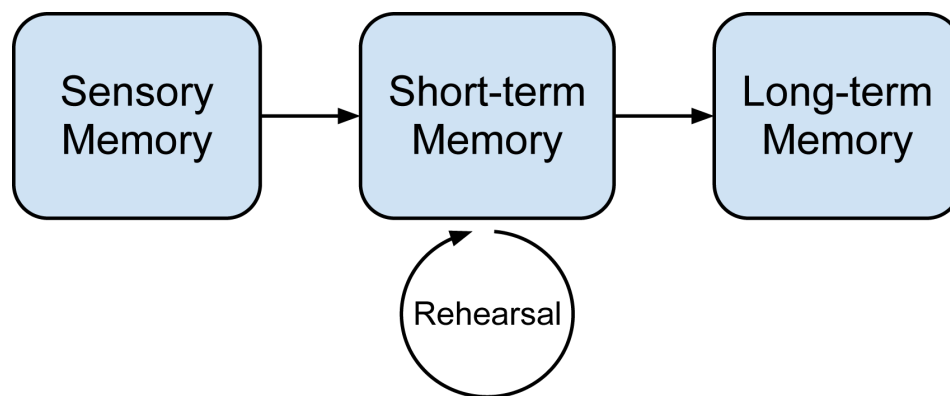 Sensory
Memory
Short-term
Memory
Long-term
Memory
Rehearsal